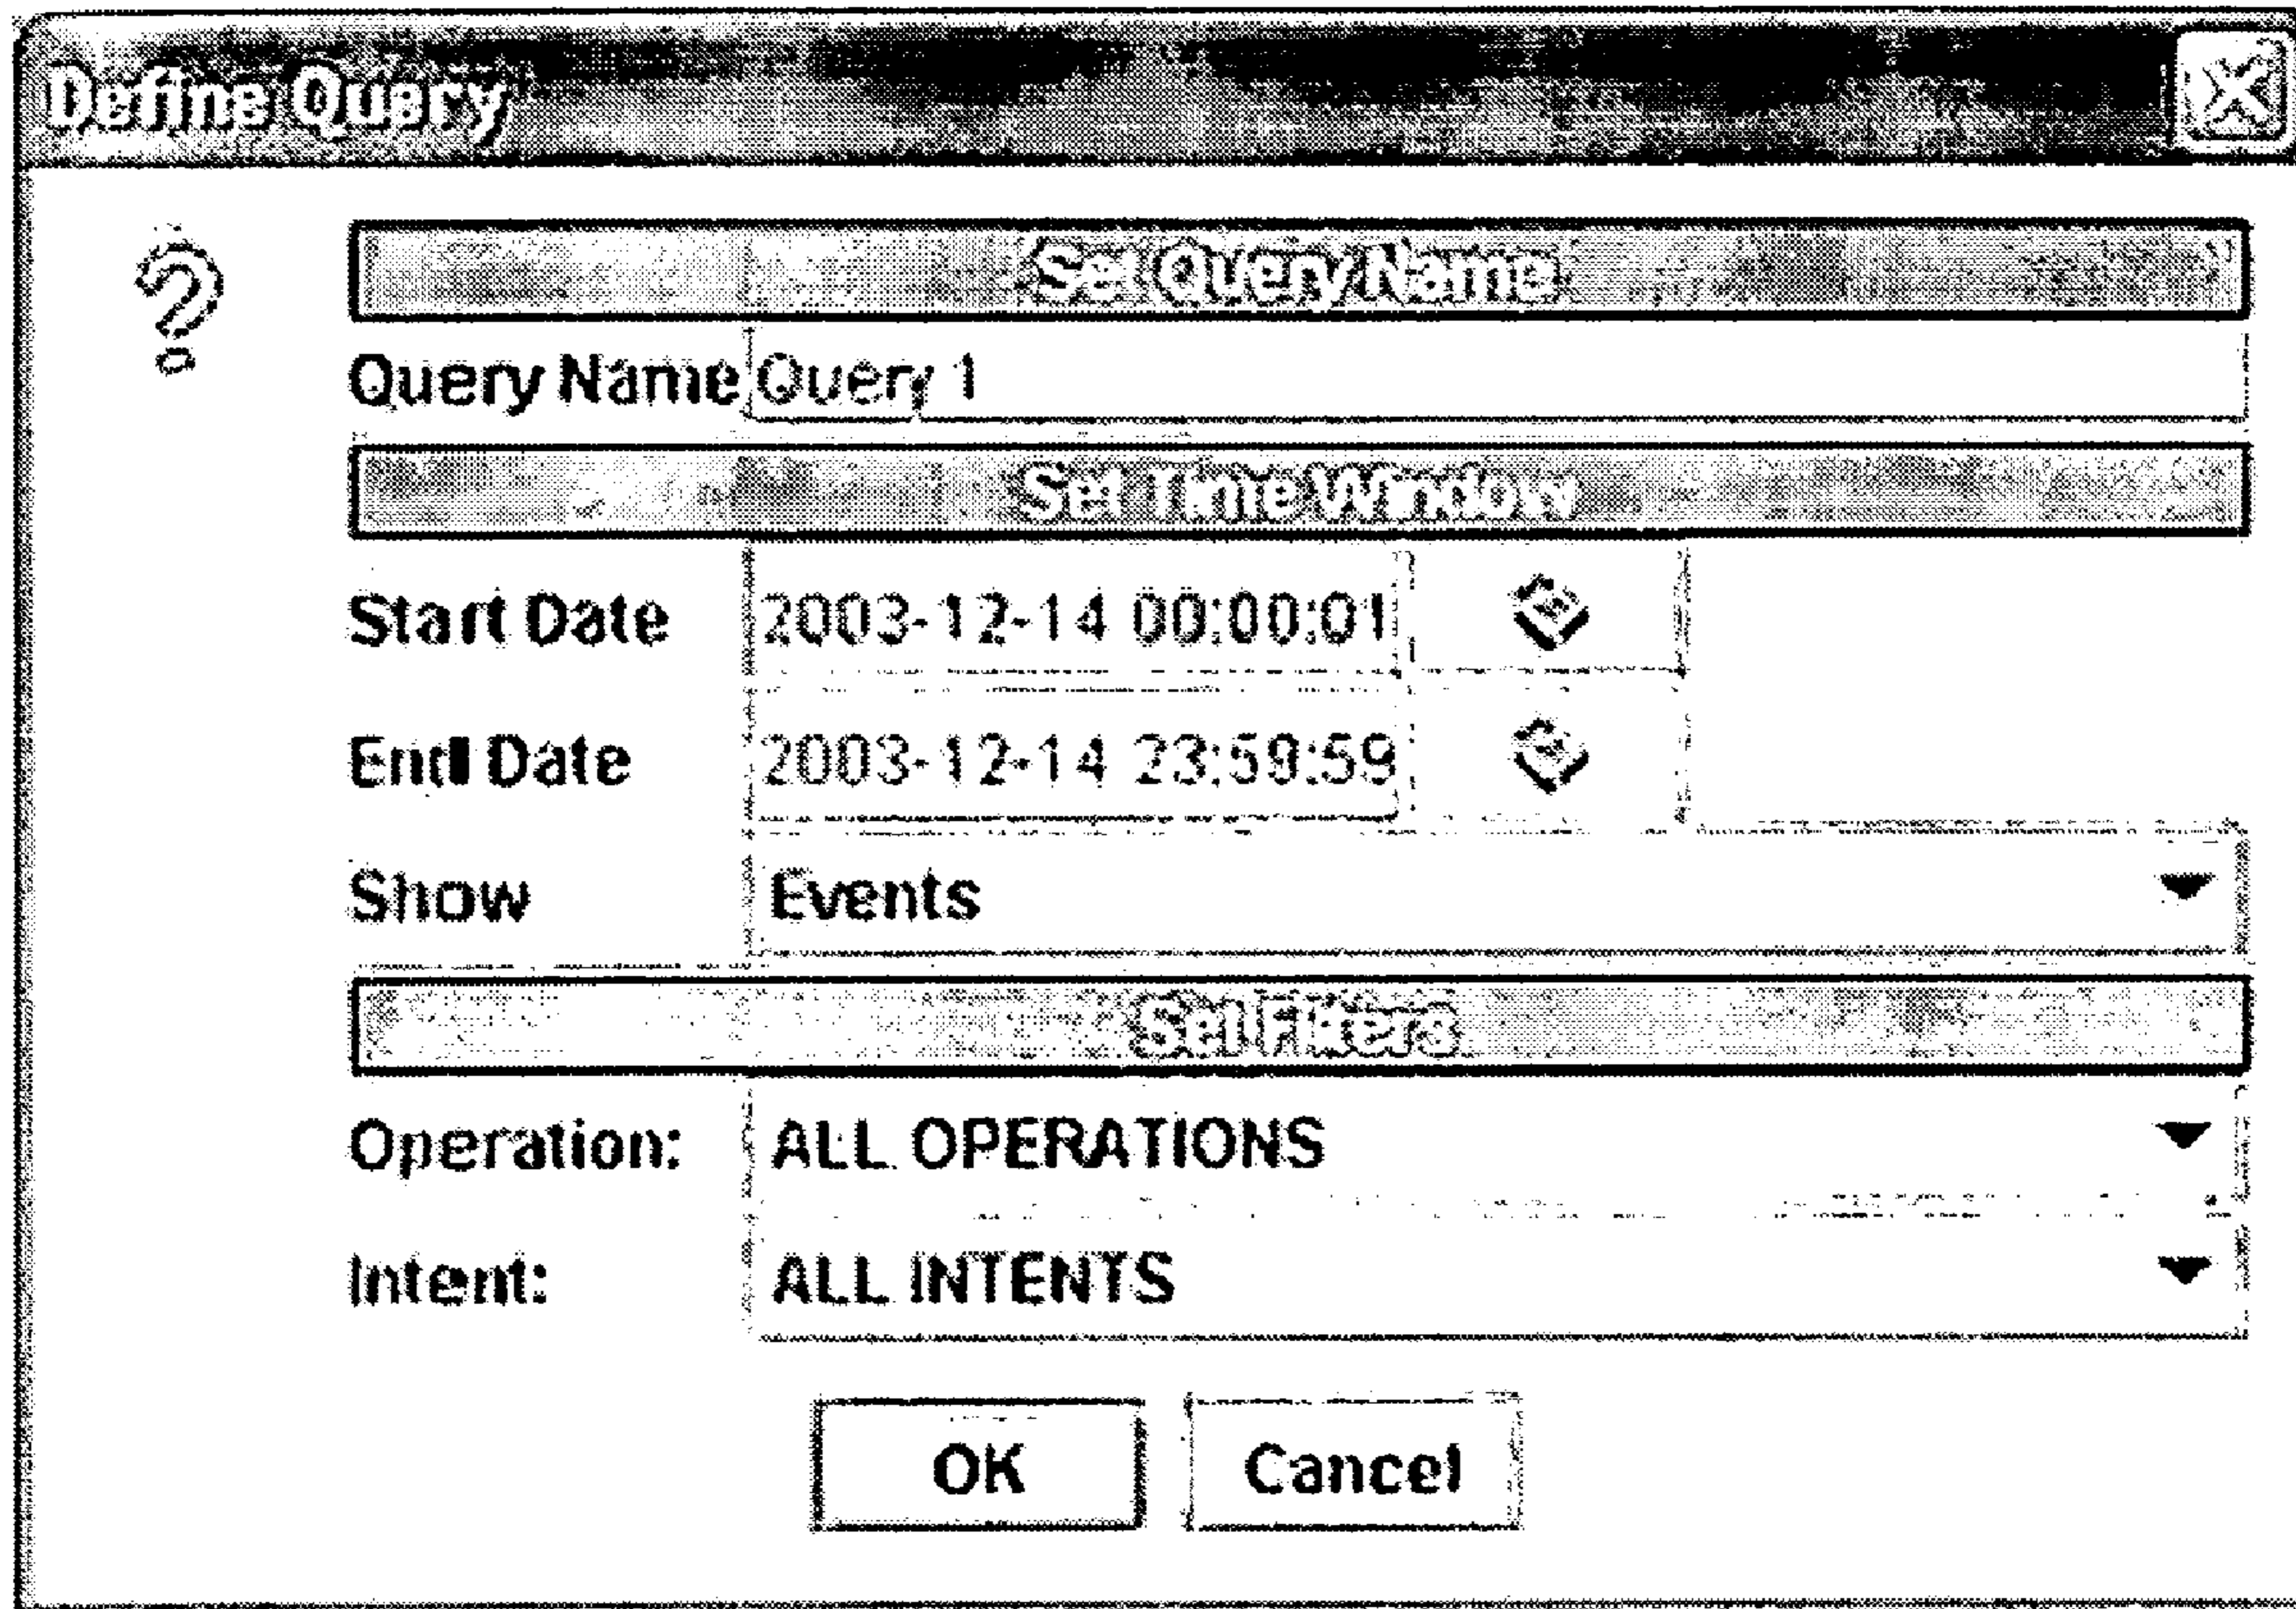 Define Query
Set Query Name
Query Name Query 1
Set Time Window
Start Date 2003-12-14 00:00:01
End Date 2003-12-14 23:59:59
Show Events
Set Filters
Operation: ALL OPERATIONS
Intent: ALL INTENTS
OK Cancel